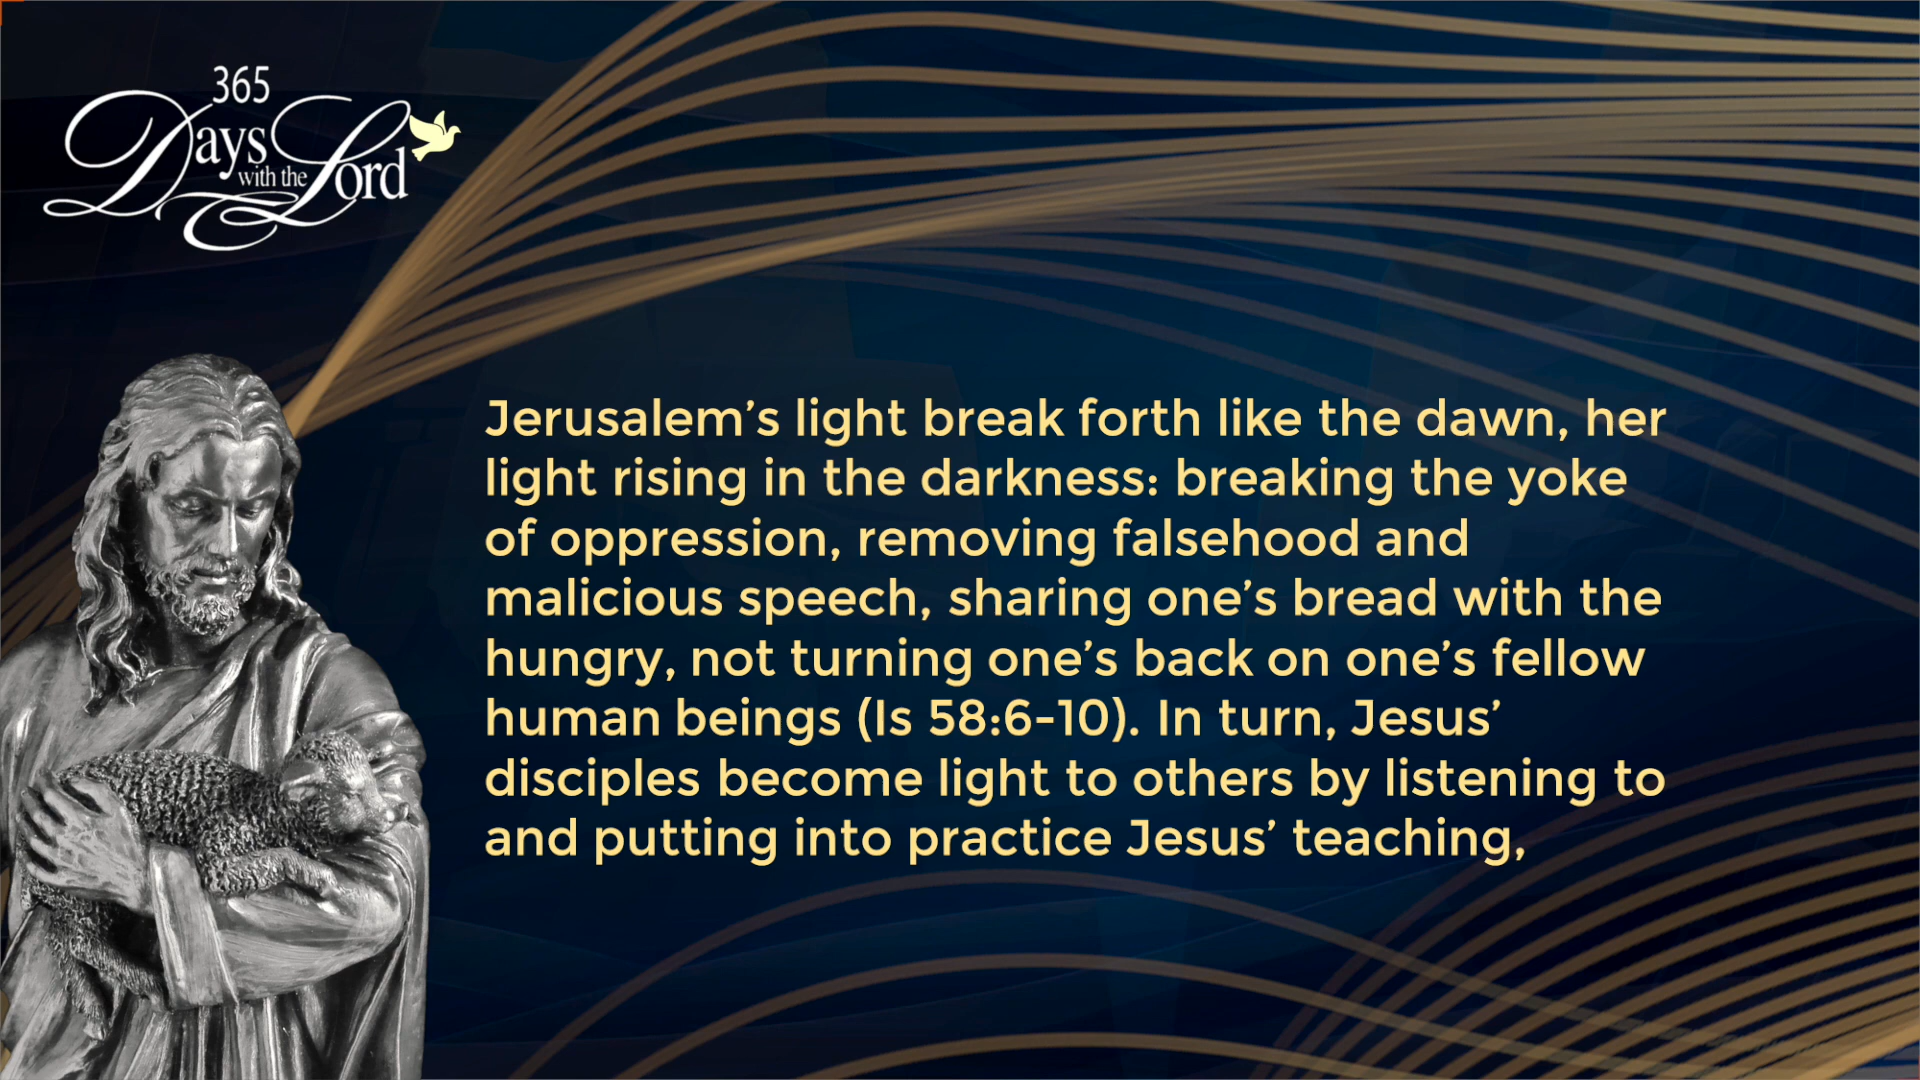 365
Days
with the
Lord
Jerusalem’s light break forth like the dawn, her
light rising in the darkness: breaking the yoke
of oppression, removing falsehood and
malicious speech, sharing one’s bread with the
hungry, not turning one’s back on one’s fellow
human beings (Is 58:6-10). In turn, Jesus’
disciples become light to others by listening to
and putting into practice Jesus’ teaching,